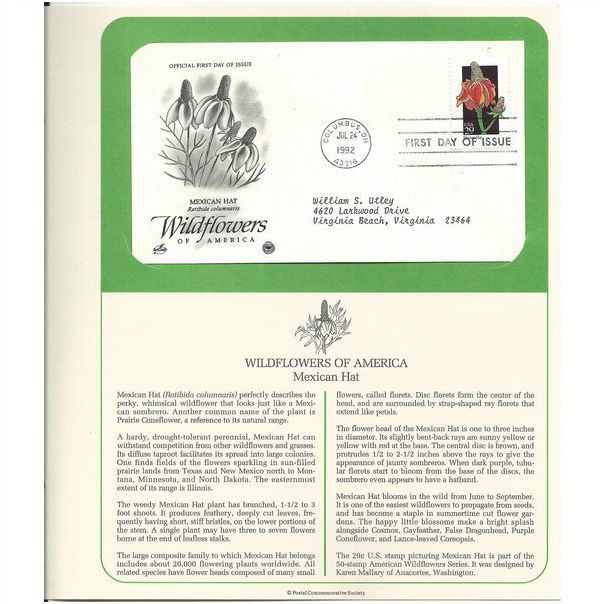 OFFICIAL FIRST DAY OF ISSUE
MEXICAN HAT
Ratibida columnaris
Wildflowers
OF AMERICA
COLUMBUS, OH
JUL 24
1992
43216
FIRST DAY OF ISSUE
USA
29
William S. Utley
4620 Larkwood Drive
Virginia Beach, Virginia 23464
WILDFLOWERS OF AMERICA
Mexican Hat
Mexican Hat (Ratibida columnaris) perfectly describes the
perky, whimsical wildflower that looks just like a Mexi-
can sombrero. Another common name of the plant is
Prairie Coneflower, a reference to its natural range.
A hardy, drought-tolerant perennial, Mexican Hat can
withstand competition from other wildflowers and grasses.
Its diffuse taproot facilitates its spread into large colonies.
One finds fields of the flowers sparkling in sun-filled
prairie lands from Texas and New Mexico north to Mon-
tana, Minnesota, and North Dakota. The easternmost
extent of its range is Illinois.
The weedy Mexican Hat plant has branched, 1-1/2 to 3
foot shoots. It produces feathery, deeply cut leaves, fre-
quently having short, stiff bristles, on the lower portions
of the stem. A single plant may have three to seven flowers
borne at the end of leafless stalks.
The large composite family to which Mexican Hat belongs
includes about 20,000 flowering plants worldwide. All
related species have flower heads composed of many small
flowers, called florets. Disc florets form the center of the
head, and are surrounded by strap-shaped ray florets that
extend like petals.
The flower head of the Mexican Hat is one to three inches
in diameter. Its slightly bent-back rays are sunny yellow or
yellow with red at the base. The central disc is brown, and
protrudes 1/2 to 2-1/2 inches above the rays to give the
appearance of jaunty sombreros. When dark purple, tubu-
lar florets start to bloom from the base of the discs, the
sombrero even appears to have a hatband.
Mexican Hat blooms in the wild from June to September.
It is one of the easiest wildflowers to propagate from seeds,
and has become a staple in summertime cut flower gar-
dens. The happy little blossoms make a bright splash
alongside Cosmos, Gayfeather, False Dragonhead, Purple
Coneflower, and Lance-leaved Coreopsis.
The 29¢ U.S. stamp picturing Mexican Hat is part of the
50-stamp American Wildflowers Series. It was designed by
Karen Mallary of Anacortes, Washington.
© Postal Commemorative Society